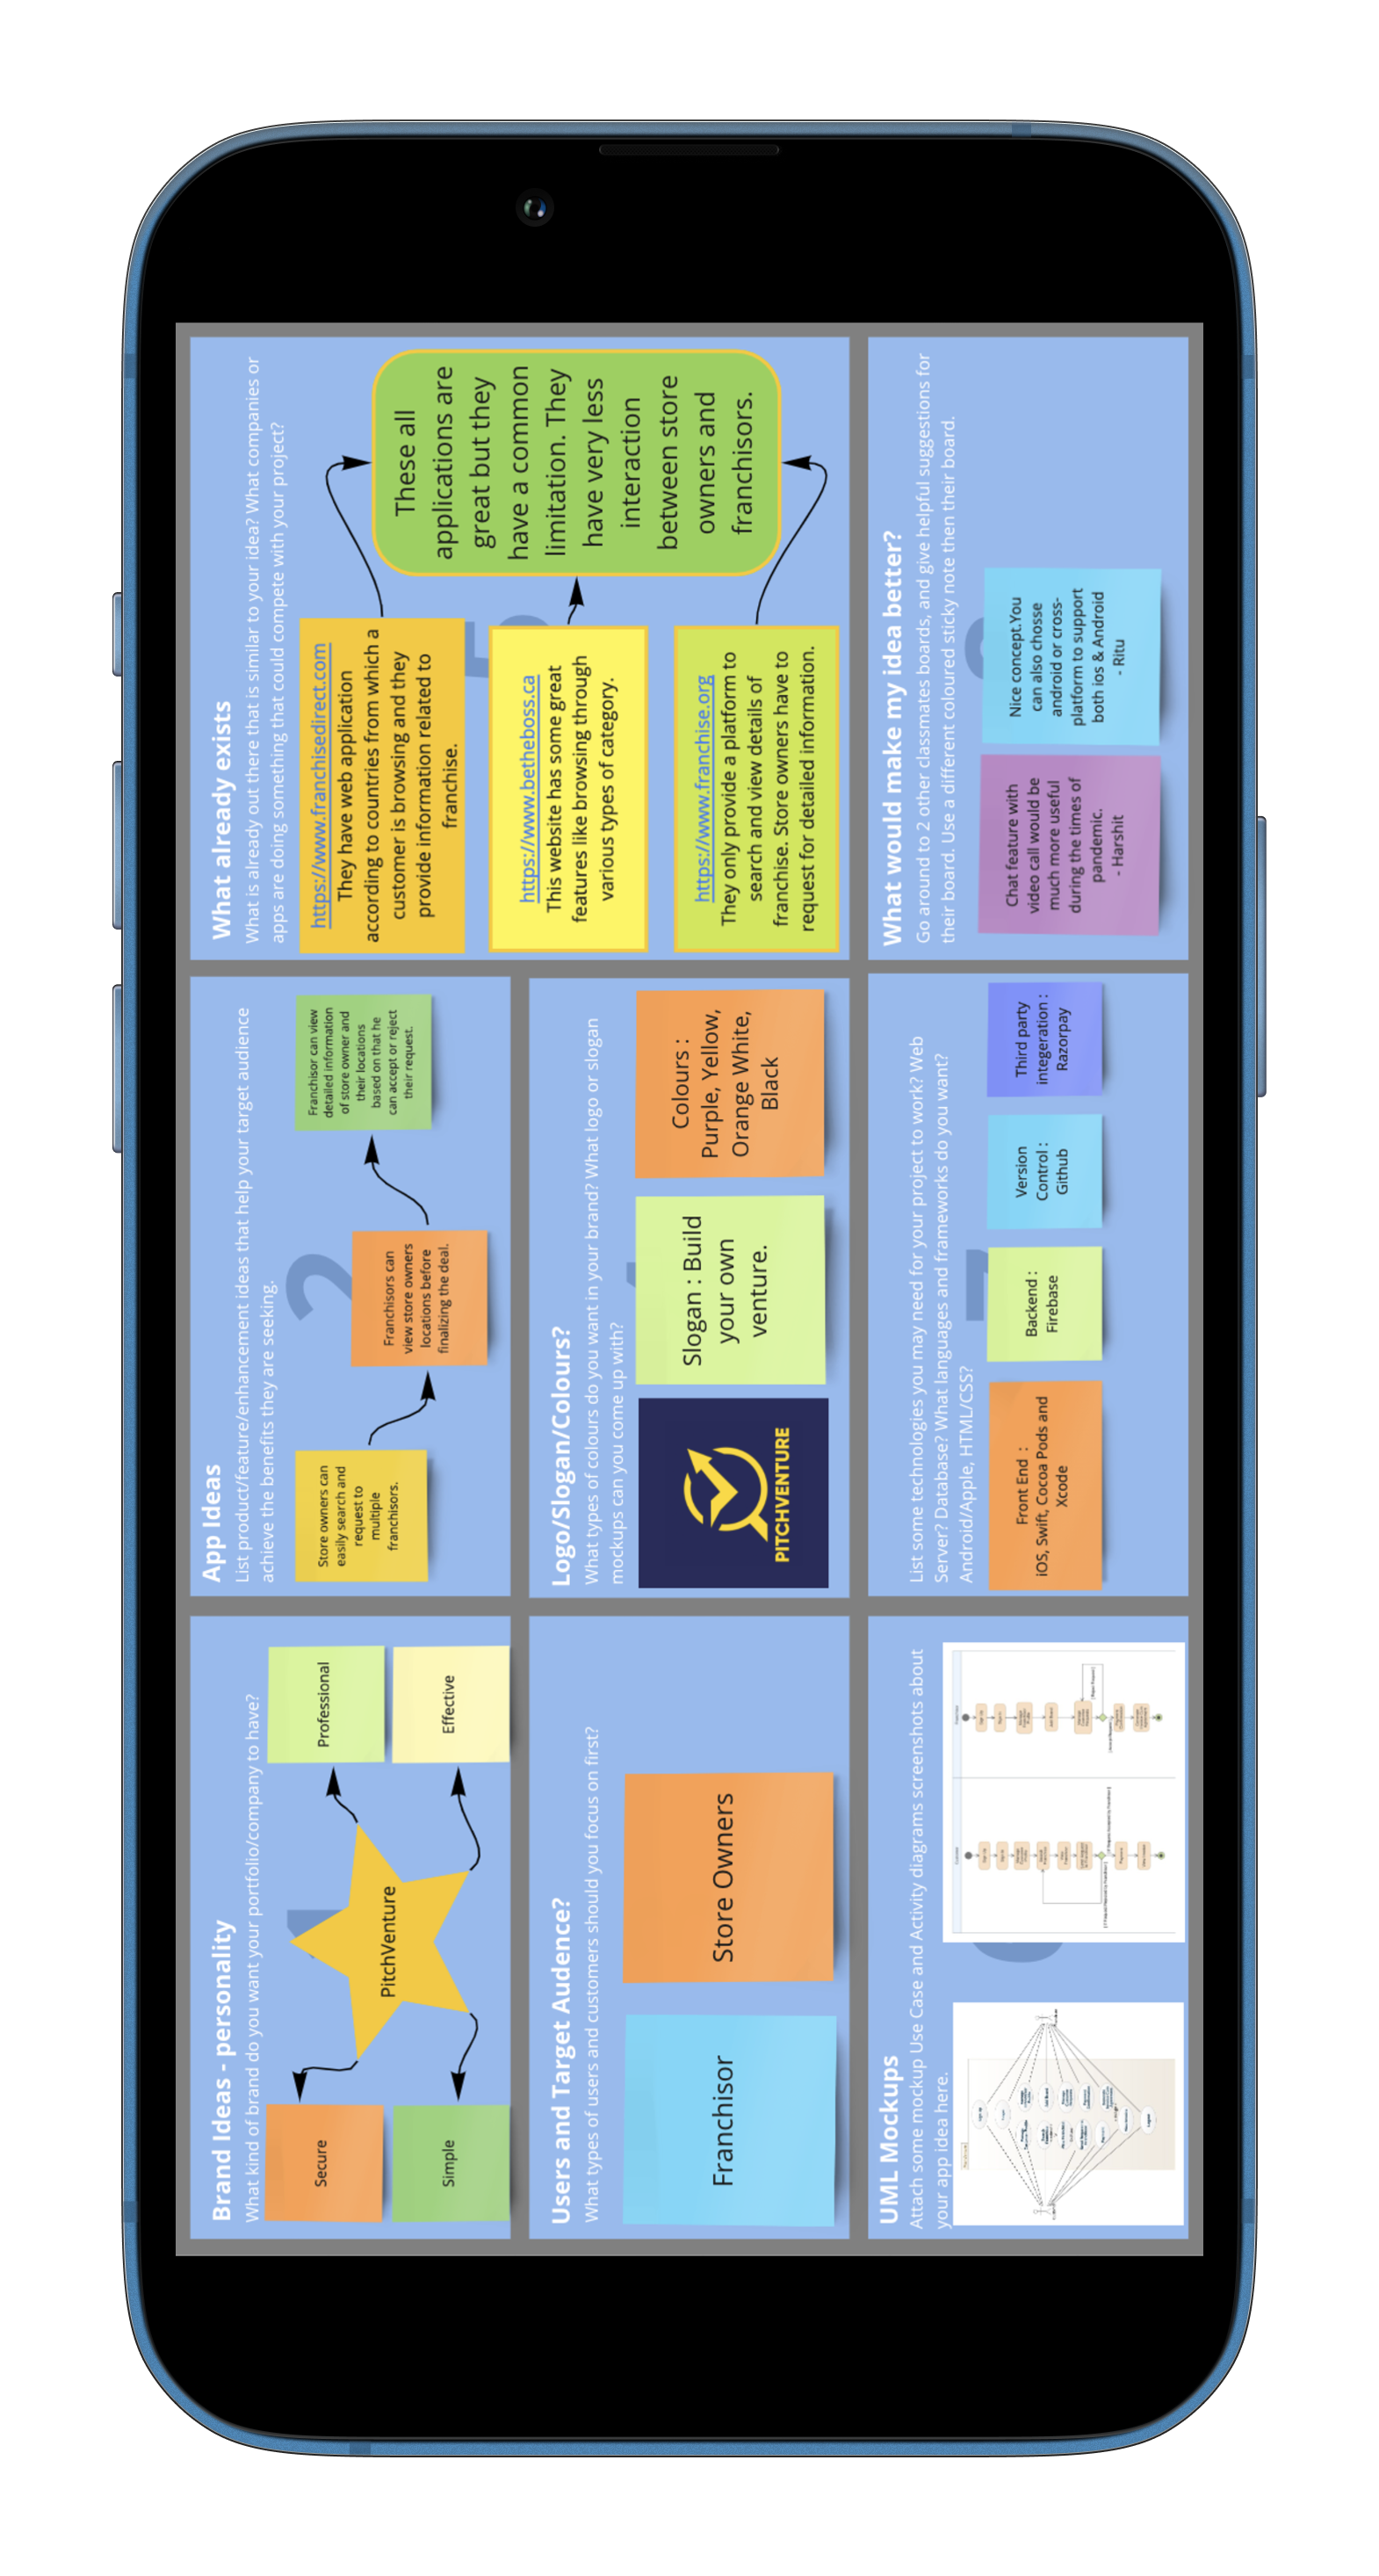 Brand Ideas - personality
What kind of brand do you want your portfolio/company to have?
Secure
Simple
PitchVenture
Professional
Effective
App Ideas
List product/feature/enhancement ideas that help your target audience
achieve the benefits they are seeking.
2
Store owners can
easily search and
request to
multiple
franchisors.
Franchisors can
view store owners
locations before
finalizing the deal.
Franchisor can view
detailed information
of store owner and
their locations
based on that he
can accept or reject
their request.
What already exists
What is already out there that is similar to your idea? What companies or
apps are doing something that could compete with your project?
https://www.franchisedirect.com
They have web application
according to countries from which a
customer is browsing and they
provide information related to
franchise.
https://www.betheboss.ca
This website has some great
features like browsing through
various types of category.
https://www.franchise.org
They only provide a platform to
search and view details of
franchise. Store owners have to
request for detailed information.
These all
applications are
great but they
have a common
limitation. They
have very less
interaction
between store
owners and
franchisors.
Users and Target Audence?
What types of users and customers should you focus on first?
Franchisor
Store Owners
Logo/Slogan/Colours?
What types of colours do you want in your brand? What logo or slogan
mockups can you come up with?
PITCHVENTURE
Slogan : Build
your own
venture.
Colours :
Purple, Yellow,
Orange White,
Black
UML Mockups
Attach some mockup Use Case and Activity diagrams screenshots about
your app idea here.
List some technologies you may need for your project to work? Web
Server? Database? What languages and frameworks do you want?
Android/Apple, HTML/CSS?
Front End :
iOS, Swift, Cocoa Pods and
Xcode
Backend :
Firebase
Version
Control :
Github
Third party
integeration :
Razorpay
What would make my idea better?
Go around to 2 other classmates boards, and give helpful suggestions for
their board. Use a different coloured sticky note then their board.
Chat feature with
video call would be
much more useful
during the times of
pandemic.
- Harshit
Nice concept.You
can also chosse
android or cross-
platform to support
both ios & Android
- Ritu